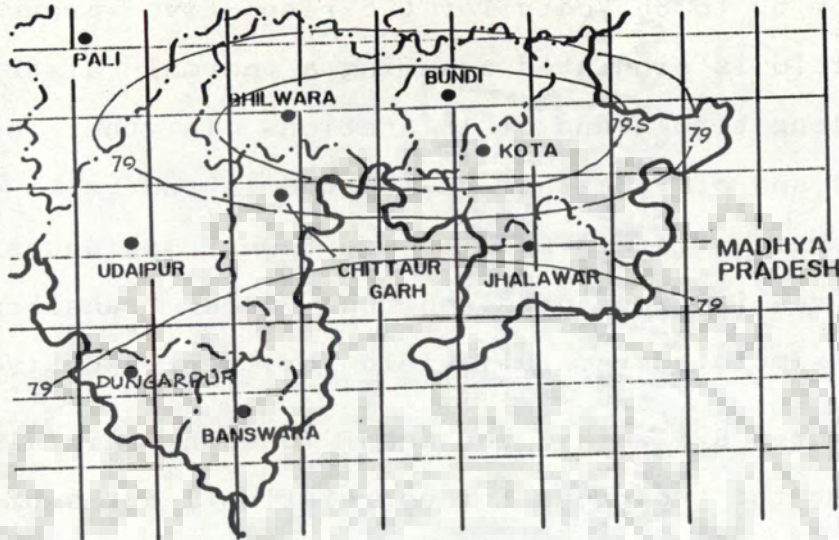 PALI
BUNDI
BHILWARA
79.5
79
KOTA
79
UDAIPUR
CHITTAUR
GARH
JHALAWAR
MADHYA
PRADESH
79
79
DUNGARPUR
BANSWARA